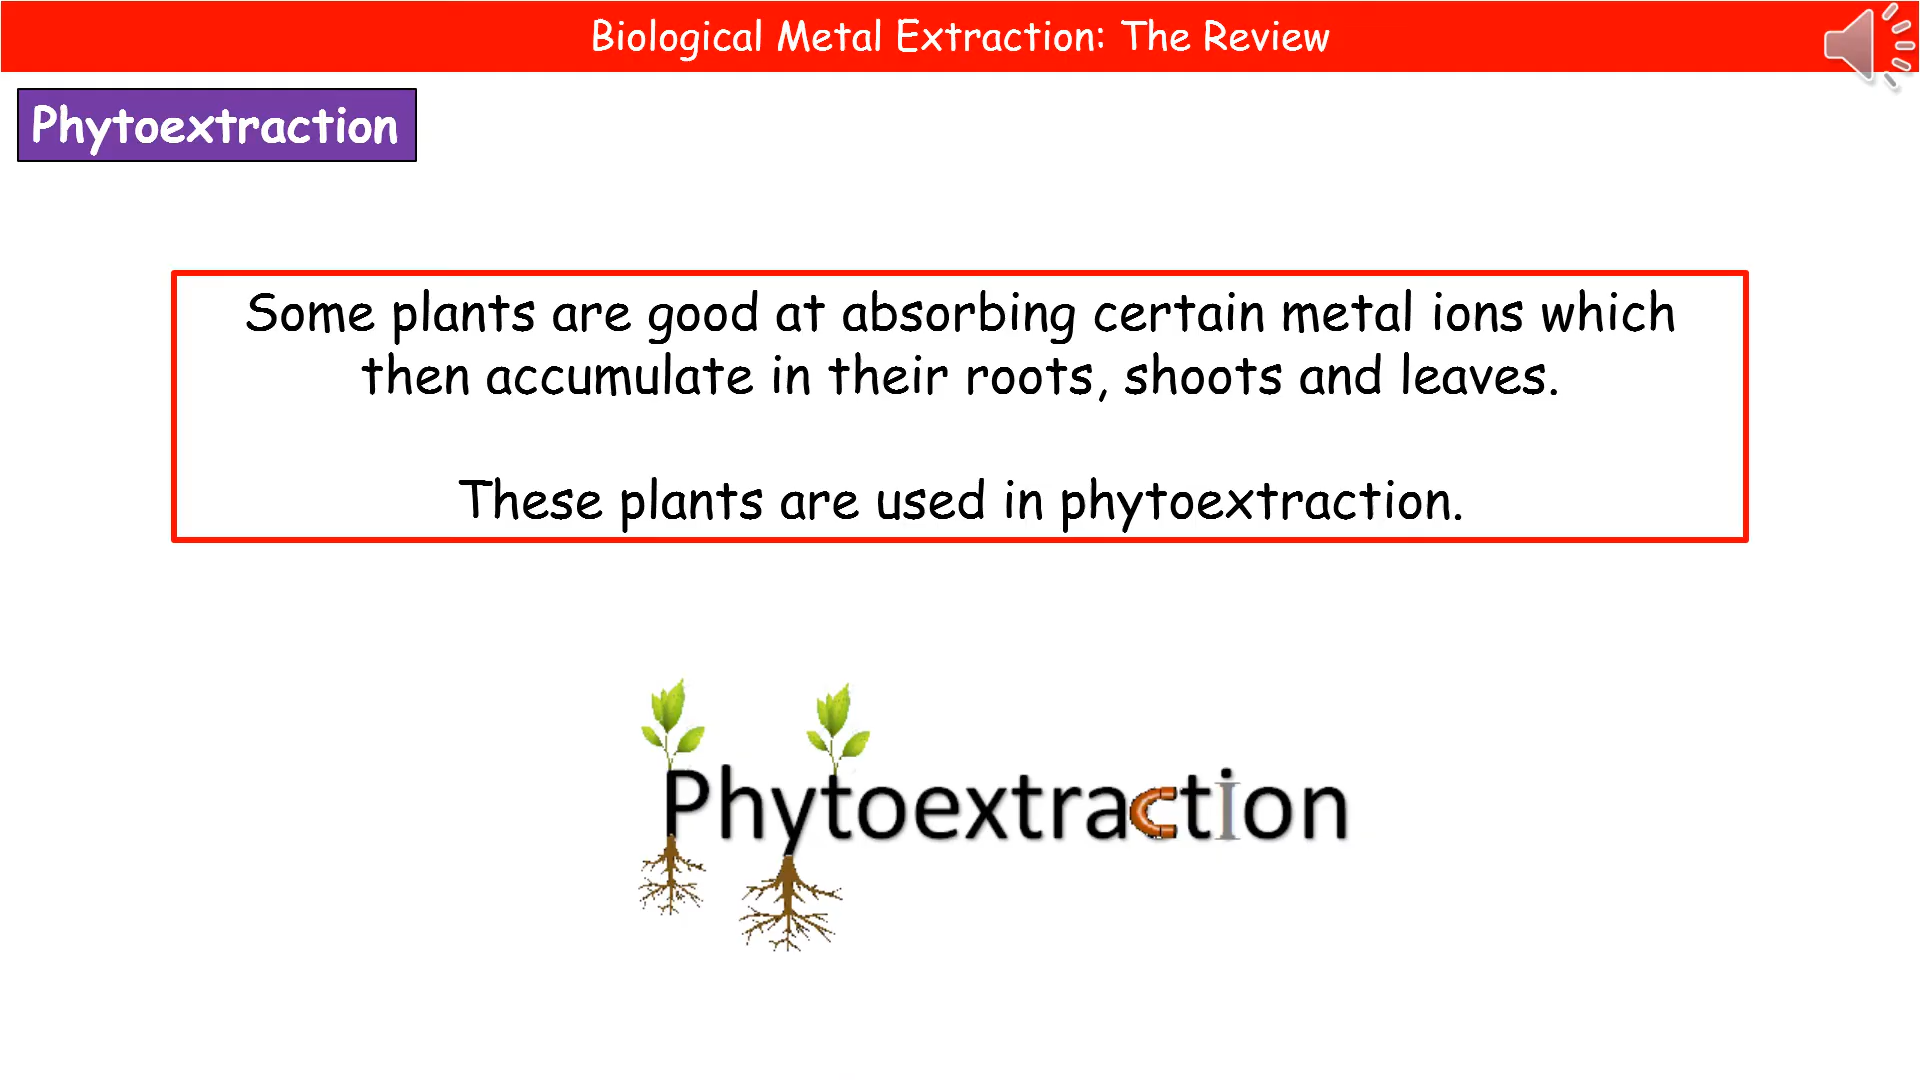 Biological Metal Extraction: The Review
Phytoextraction
Some plants are good at absorbing certain metal ions which
then accumulate in their roots, shoots and leaves.
These plants are used in phytoextraction.
Phytoextraction